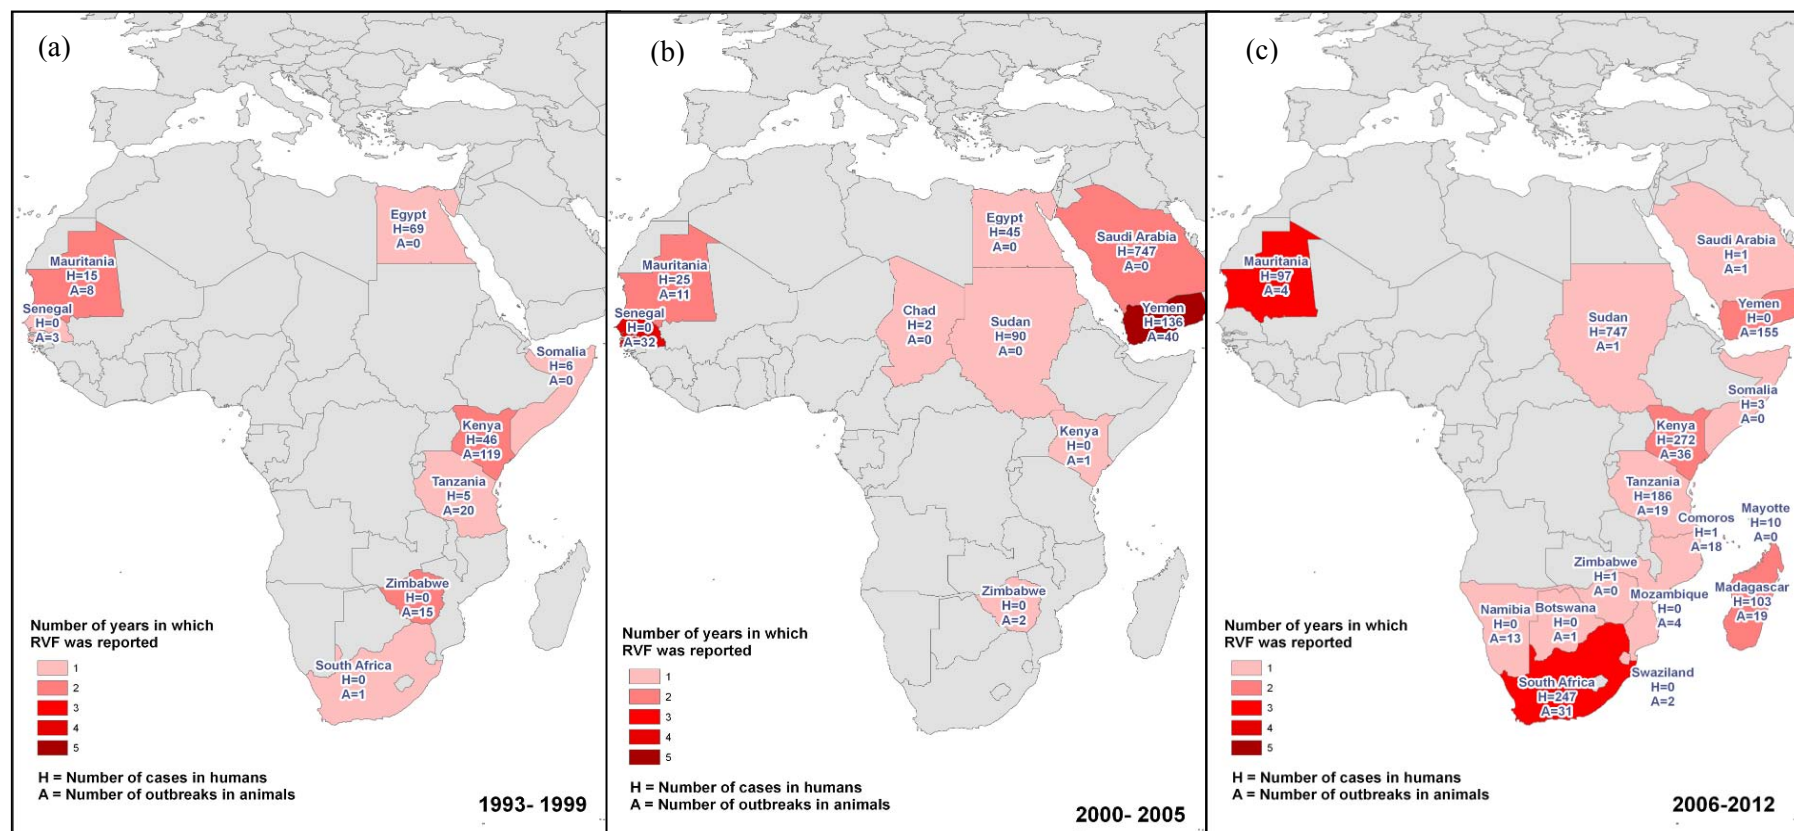 (a)
Egypt
H=69
A=0
Mauritania
H=15
A=8
Senegal
H=0
A=3
Somalia
H=6
A=0
Kenya
H=46
A=119
Tanzania
H=5
A=20
Zimbabwe
H=0
A=15
South Africa
H=0
A=1
Number of years in which
RVF was reported
1
2
3
4
5
H = Number of cases in humans
A = Number of outbreaks in animals
1993- 1999
(b)
Egypt
H=45
A=0
Saudi Arabia
H=747
A=0
Mauritania
H=25
A=11
Senegal
H=0
A=32
Chad
H=2
A=0
Sudan
H=90
A=0
Yemen
H=136
A=40
Kenya
H=0
A=1
Zimbabwe
H=0
A=2
Number of years in which
RVF was reported
1
2
3
4
5
H = Number of cases in humans
A = Number of outbreaks in animals
2000- 2005
(c)
Saudi Arabia
H=1
A=1
Mauritania
H=97
A=4
Yemen
H=0
A=155
Sudan
H=747
A=1
Somalia
H=3
A=0
Kenya
H=272
A=36
Tanzania
H=186
A=19
Comoros
H=1
A=18
Mayotte
H=10
A=0
Zimbabwe
H=1
A=0
Mozambique
H=0
A=4
Madagascar
H=103
A=19
Namibia
H=0
A=13
Botswana
H=0
A=1
South Africa
H=247
A=31
Swaziland
H=0
A=2
Number of years in which
RVF was reported
1
2
3
4
5
H = Number of cases in humans
A = Number of outbreaks in animals
2006-2012